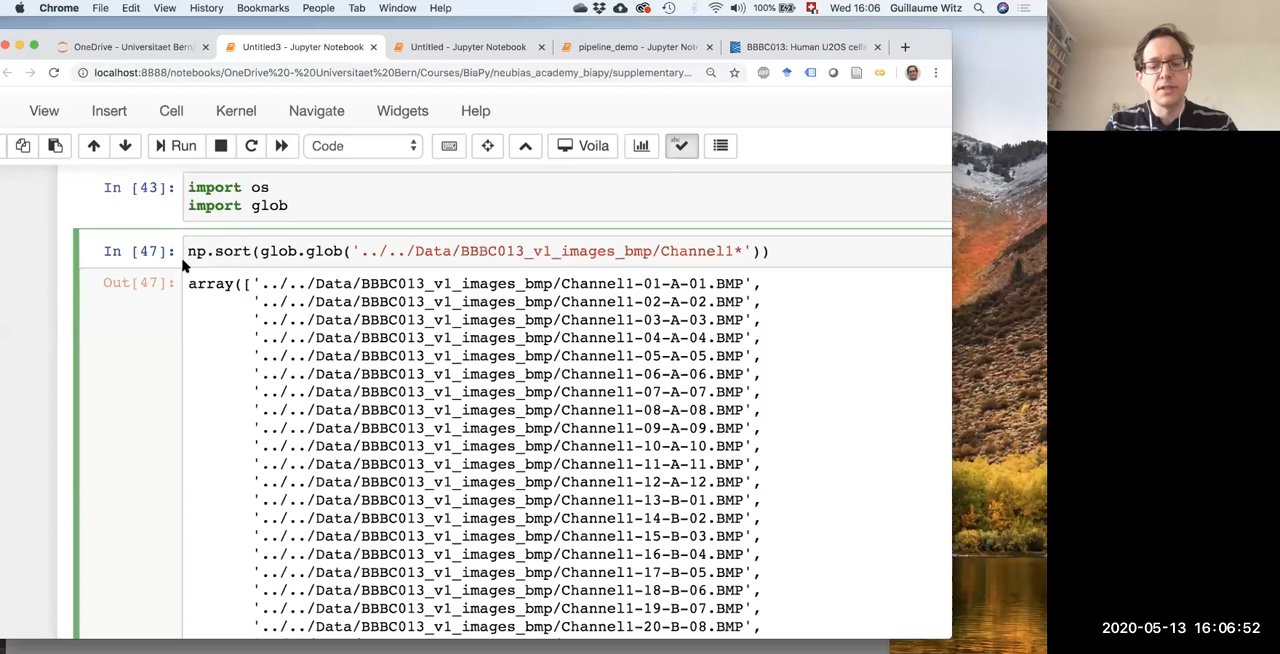 Chrome File Edit View History Bookmarks People Tab Window Help 100% Wed 16:06 Guillaume Witz
OneDrive - Universitaet Bern Untitled3 - Jupyter Notebook Untitled - Jupyter Notebook pipeline_demo - Jupyter Not BBBC013: Human U2OS cells
localhost:8888/notebooks/OneDrive%20-%20Universitaet%20Bern/Courses/BiaPy/neubias_academy_biapy/supplementary...
View Insert Cell Kernel Navigate Widgets Help
Run Code Voila
In [43]: import os
import glob
In [47]: np.sort(glob.glob('../../Data/BBBC013_v1_images_bmp/Channel1*'))
Out[47]: array(['../../Data/BBBC013_v1_images_bmp/Channel1-01-A-01.BMP',
'../../Data/BBBC013_v1_images_bmp/Channel1-02-A-02.BMP',
'../../Data/BBBC013_v1_images_bmp/Channel1-03-A-03.BMP',
'../../Data/BBBC013_v1_images_bmp/Channel1-04-A-04.BMP',
'../../Data/BBBC013_v1_images_bmp/Channel1-05-A-05.BMP',
'../../Data/BBBC013_v1_images_bmp/Channel1-06-A-06.BMP',
'../../Data/BBBC013_v1_images_bmp/Channel1-07-A-07.BMP',
'../../Data/BBBC013_v1_images_bmp/Channel1-08-A-08.BMP',
'../../Data/BBBC013_v1_images_bmp/Channel1-09-A-09.BMP',
'../../Data/BBBC013_v1_images_bmp/Channel1-10-A-10.BMP',
'../../Data/BBBC013_v1_images_bmp/Channel1-11-A-11.BMP',
'../../Data/BBBC013_v1_images_bmp/Channel1-12-A-12.BMP',
'../../Data/BBBC013_v1_images_bmp/Channel1-13-B-01.BMP',
'../../Data/BBBC013_v1_images_bmp/Channel1-14-B-02.BMP',
'../../Data/BBBC013_v1_images_bmp/Channel1-15-B-03.BMP',
'../../Data/BBBC013_v1_images_bmp/Channel1-16-B-04.BMP',
'../../Data/BBBC013_v1_images_bmp/Channel1-17-B-05.BMP',
'../../Data/BBBC013_v1_images_bmp/Channel1-18-B-06.BMP',
'../../Data/BBBC013_v1_images_bmp/Channel1-19-B-07.BMP',
'../../Data/BBBC013_v1_images_bmp/Channel1-20-B-08.BMP',
2020-05-13 16:06:52